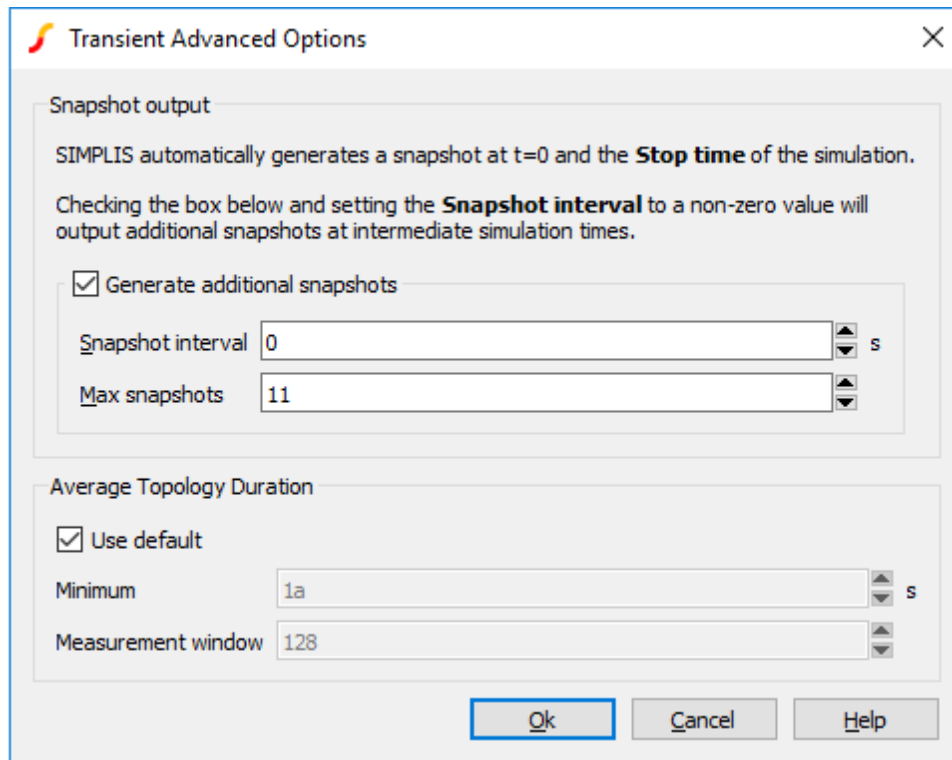 Transient Advanced Options
Snapshot output
SIMPLIS automatically generates a snapshot at t=0 and the Stop time of the simulation.
Checking the box below and setting the Snapshot interval to a non-zero value will
output additional snapshots at intermediate simulation times.
Generate additional snapshots
Snapshot interval 0 s
Max snapshots 11
Average Topology Duration
Use default
Minimum 1a s
Measurement window 128
Ok Cancel Help